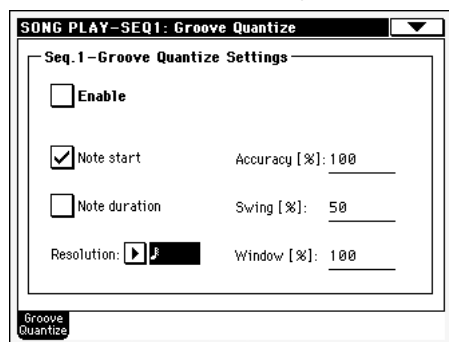 SONG PLAY-SEQ1: Groove Quantize
Seq.1-Groove Quantize Settings
Enable
Note start Accuracy [%]: 100
Note duration Swing [%]: 50
Resolution: Window [%]: 100
Groove
Quantize